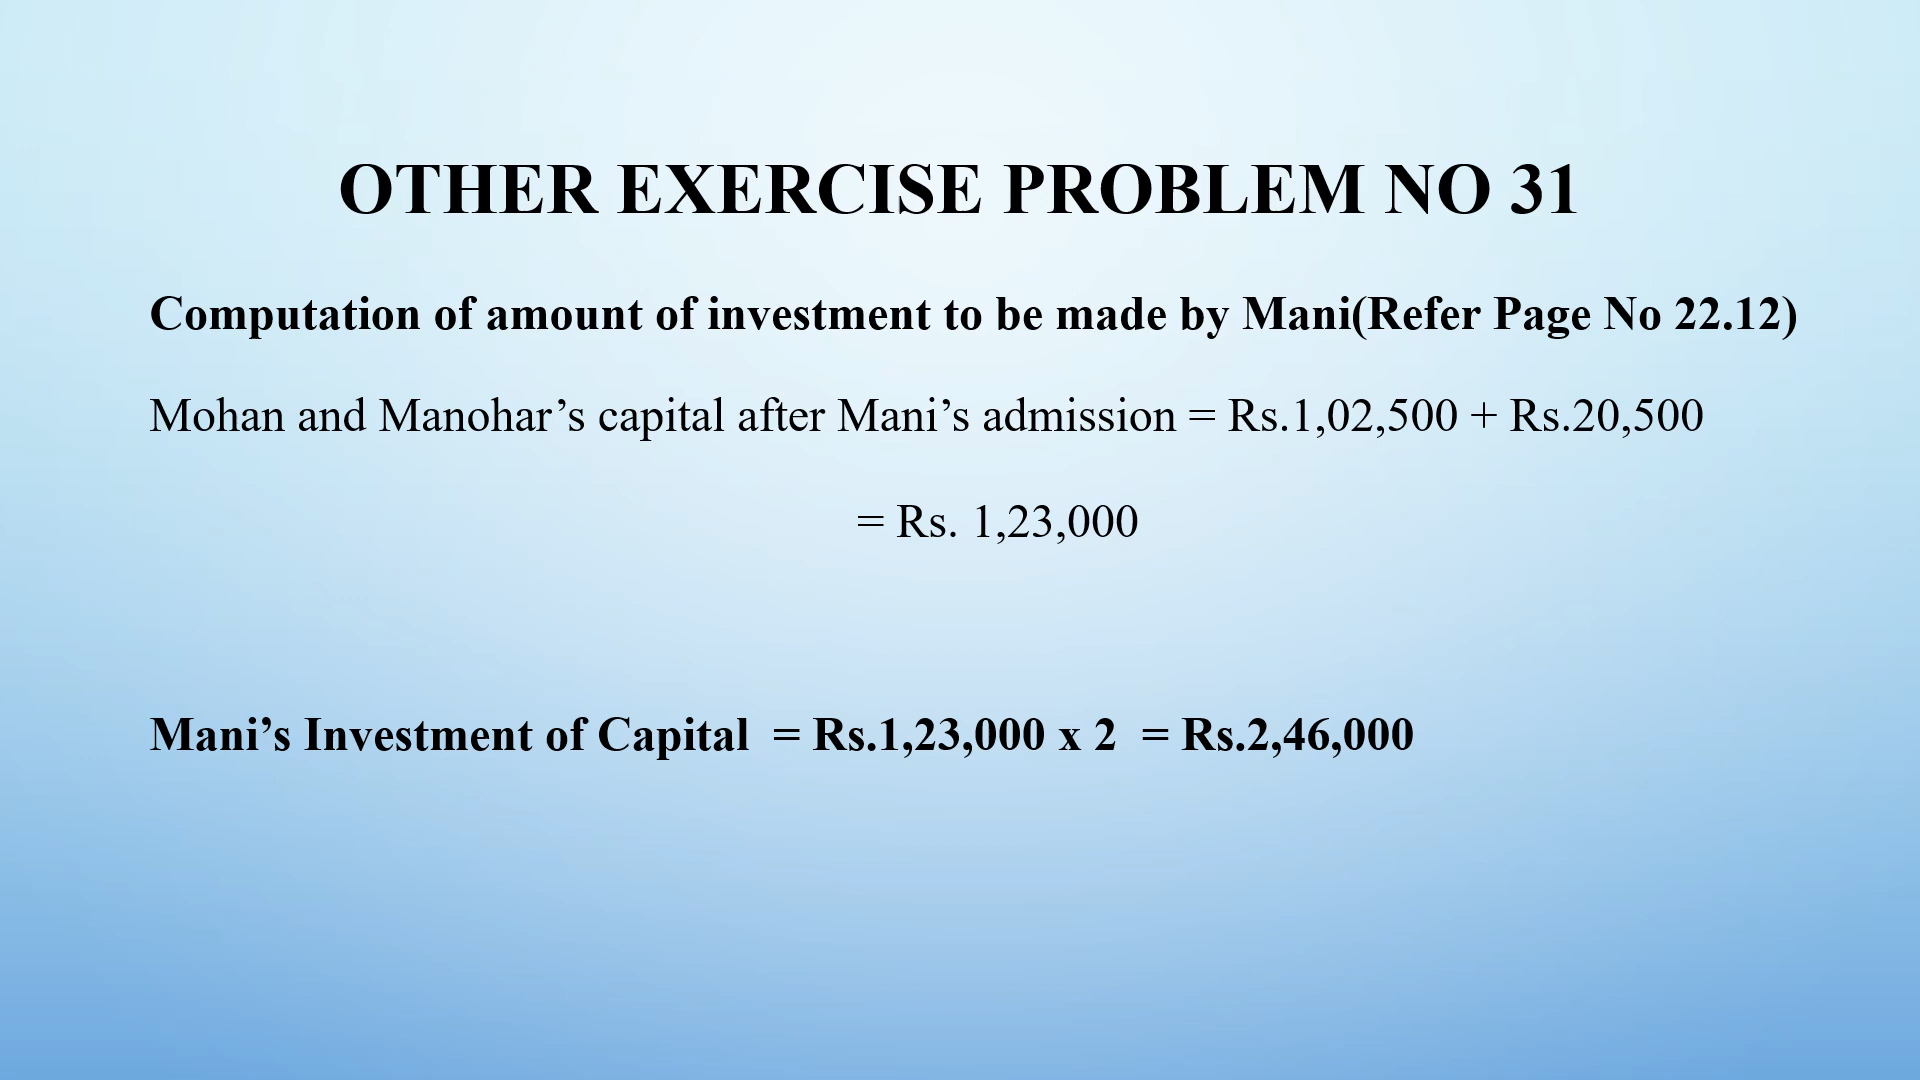 OTHER EXERCISE PROBLEM NO 31
Computation of amount of investment to be made by Mani(Refer Page No 22.12)
Mohan and Manohar’s capital after Mani’s admission = Rs.1,02,500 + Rs.20,500
= Rs. 1,23,000
Mani’s Investment of Capital = Rs.1,23,000 x 2 = Rs.2,46,000